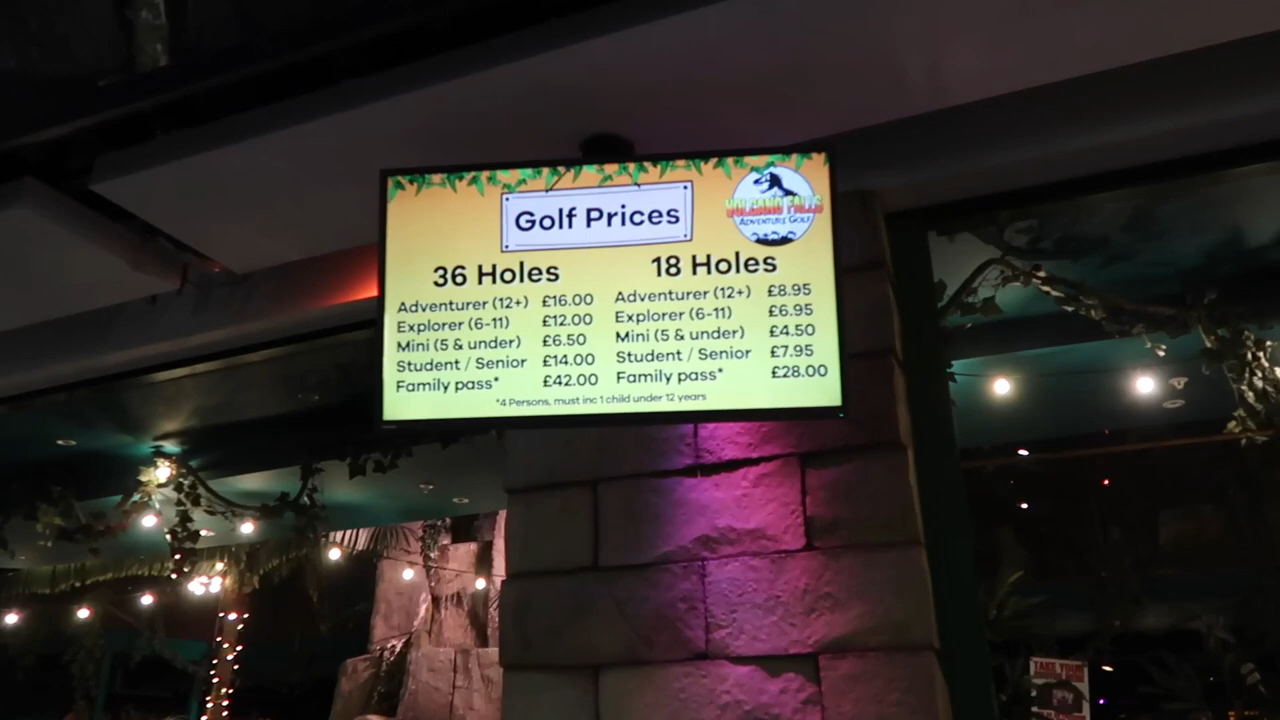 Golf Prices
VOLCANO FALLS
ADVENTURE GOLF
36 Holes
Adventurer (12+) £16.00
Explorer (6-11) £12.00
Mini (5 & under) £6.50
Student / Senior £14.00
Family pass* £42.00
18 Holes
Adventurer (12+) £8.95
Explorer (6-11) £6.95
Mini (5 & under) £4.50
Student / Senior £7.95
Family pass* £28.00
*4 Persons, must inc 1 child under 12 years
TAKE YOUR